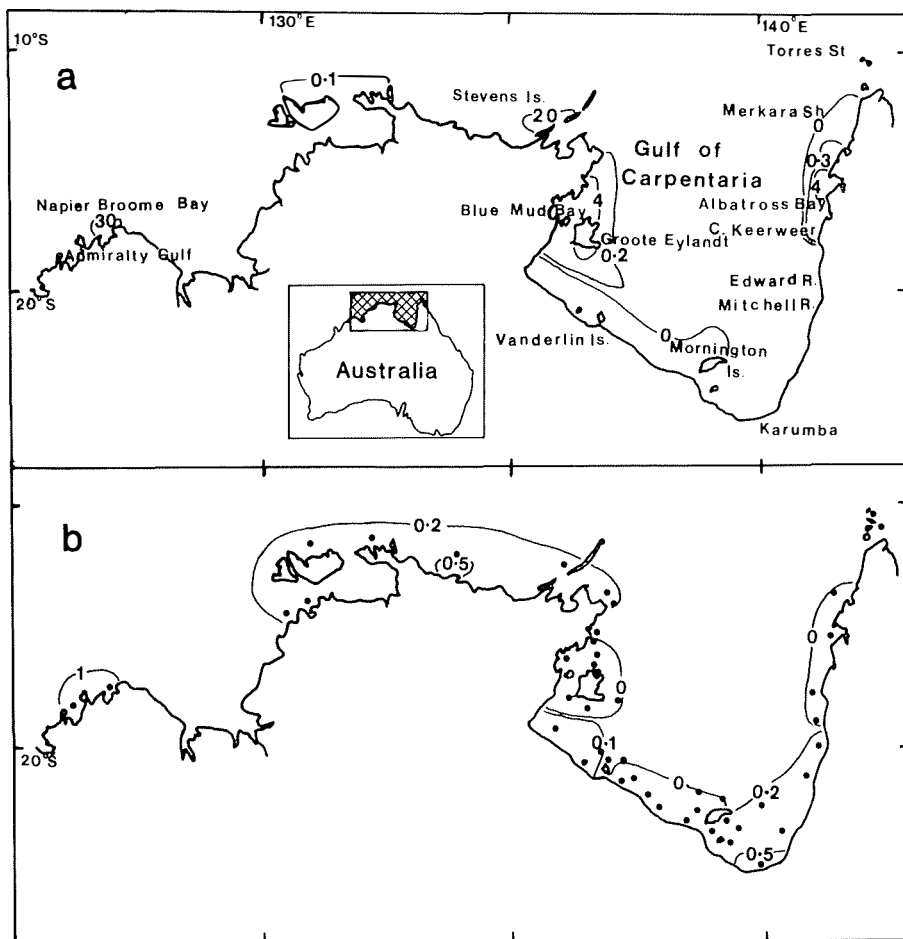 130°E
140°E
10°S
a
Torres St
0·1
Stevens Is.
20
Merkara Sh
0
Gulf of
Carpentaria
0·3
4
Napier Broome Bay
30
Blue Mud Bay
4
Albatross Bay
C. Keerweer
Admiralty Gulf
Groote Eylandt
0·2
Edward R.
20°S
Mitchell R.
Vanderlin Is.
0
Mornington
Is.
Australia
Karumba
b
0·2
0·5
0
1
0
20°S
0·1
0
0·2
0·5